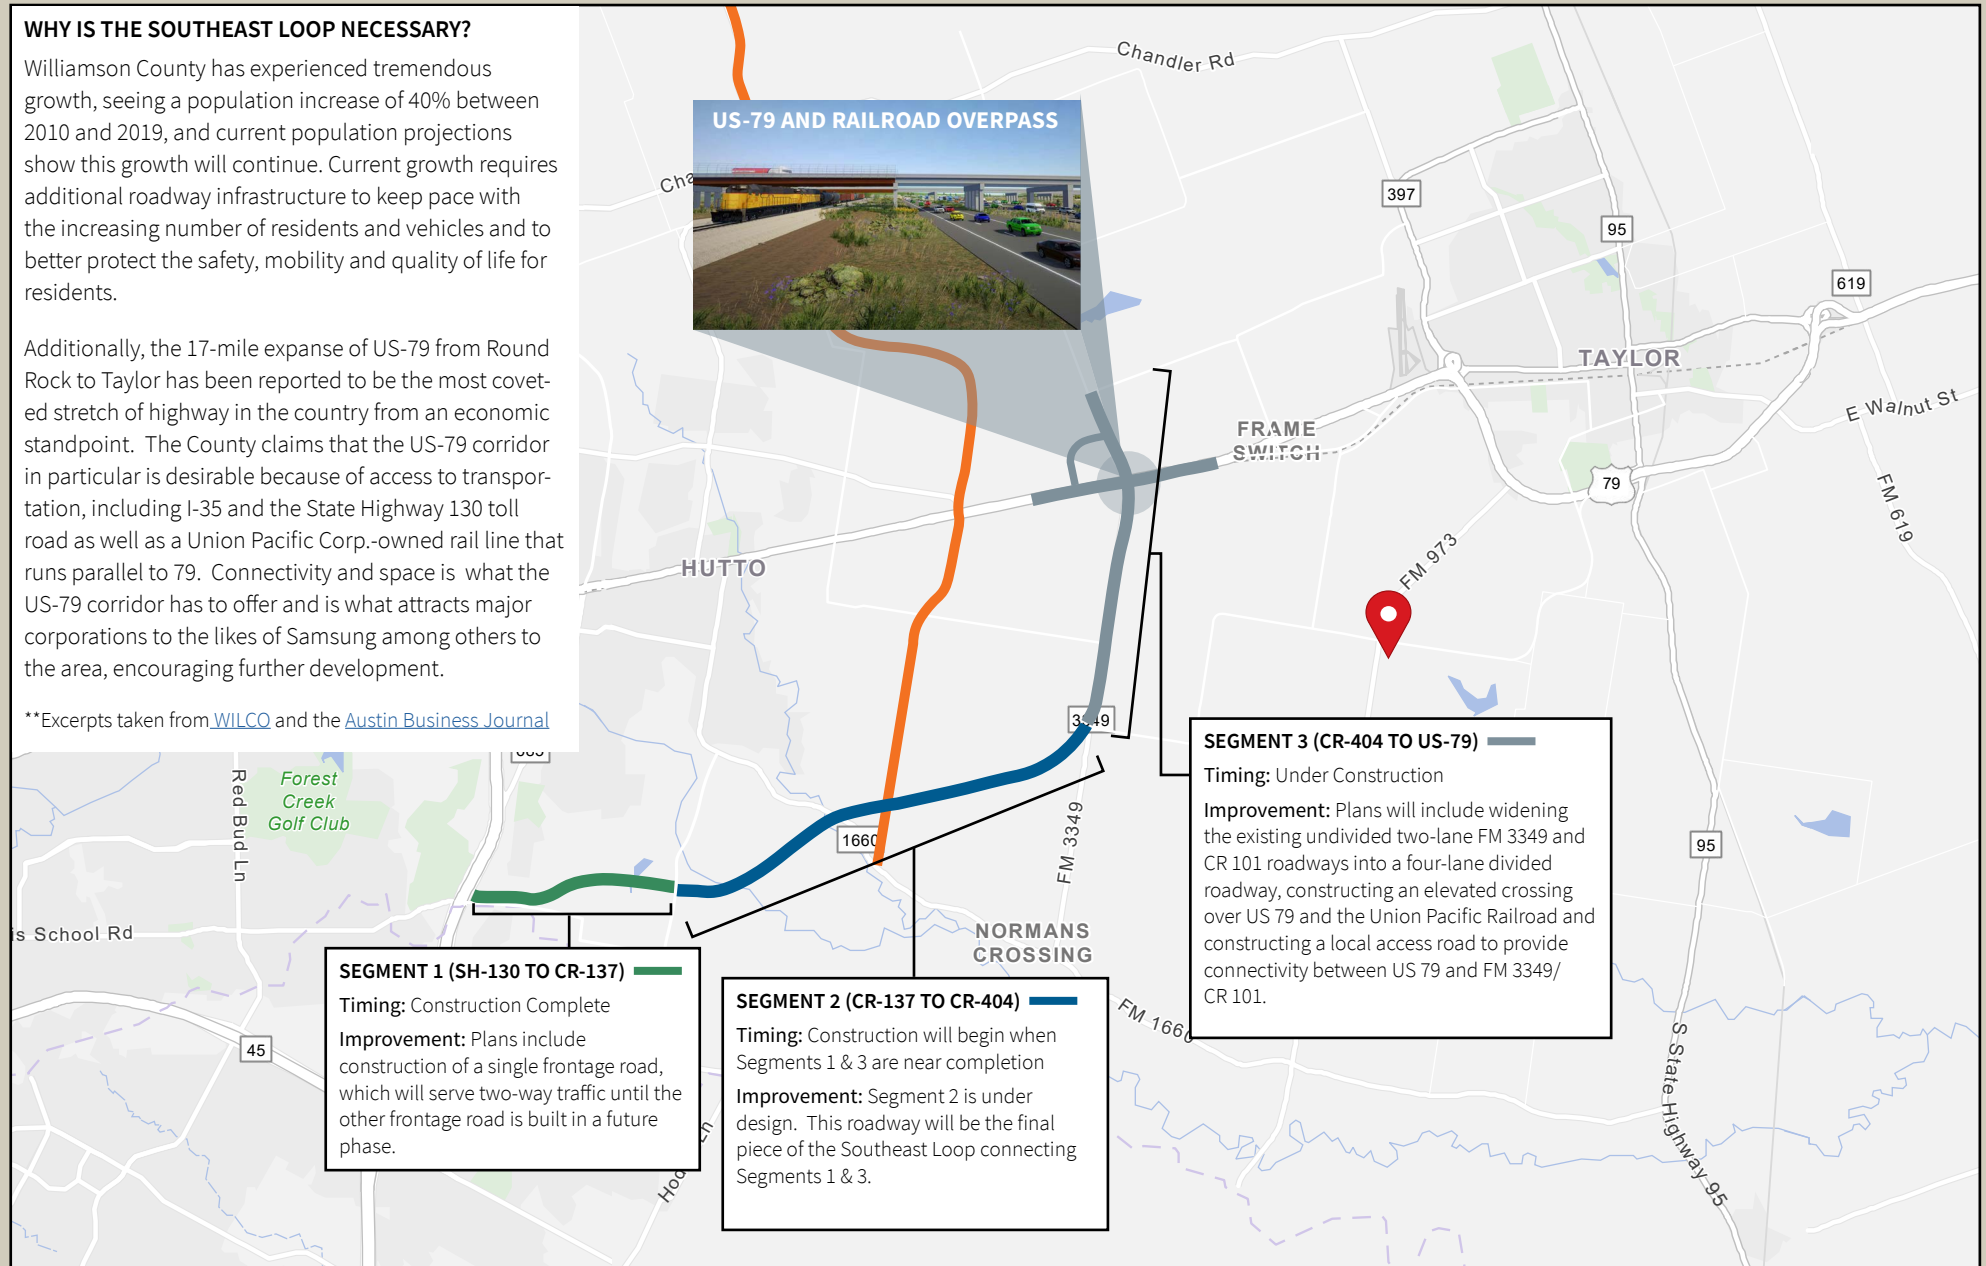 WHY IS THE SOUTHEAST LOOP NECESSARY?
Williamson County has experienced tremendous
growth, seeing a population increase of 40% between
2010 and 2019, and current population projections
show this growth will continue. Current growth requires
additional roadway infrastructure to keep pace with
the increasing number of residents and vehicles and to
better protect the safety, mobility and quality of life for
residents.
Additionally, the 17-mile expanse of US-79 from Round
Rock to Taylor has been reported to be the most covet-
ed stretch of highway in the country from an economic
standpoint.  The County claims that the US-79 corridor
in particular is desirable because of access to transpor-
tation, including I-35 and the State Highway 130 toll
road as well as a Union Pacific Corp.-owned rail line that
runs parallel to 79.  Connectivity and space is  what the
US-79 corridor has to offer and is what attracts major
corporations to the likes of Samsung among others to
the area, encouraging further development.
**Excerpts taken from WILCO and the Austin Business Journal
Chandler Rd
US-79 AND RAILROAD OVERPASS
Cha
397
95
619
TAYLOR
E Walnut St
FRAME
SWITCH
79
FM 619
FM 973
HUTTO
3349
FM 3349
1660
Forest
Creek
Golf Club
Red Bud Ln
is School Rd
45
NORMANS
CROSSING
FM 1660
95
S State Highway 95
SEGMENT 3 (CR-404 TO US-79)
Timing: Under Construction
Improvement: Plans will include widening
the existing undivided two-lane FM 3349 and
CR 101 roadways into a four-lane divided
roadway, constructing an elevated crossing
over US 79 and the Union Pacific Railroad and
constructing a local access road to provide
connectivity between US 79 and FM 3349/
CR 101.
SEGMENT 1 (SH-130 TO CR-137)
Timing: Construction Complete
Improvement: Plans include
construction of a single frontage road,
which will serve two-way traffic until the
other frontage road is built in a future
phase.
SEGMENT 2 (CR-137 TO CR-404)
Timing: Construction will begin when
Segments 1 & 3 are near completion
Improvement: Segment 2 is under
design.  This roadway will be the final
piece of the Southeast Loop connecting
Segments 1 & 3.